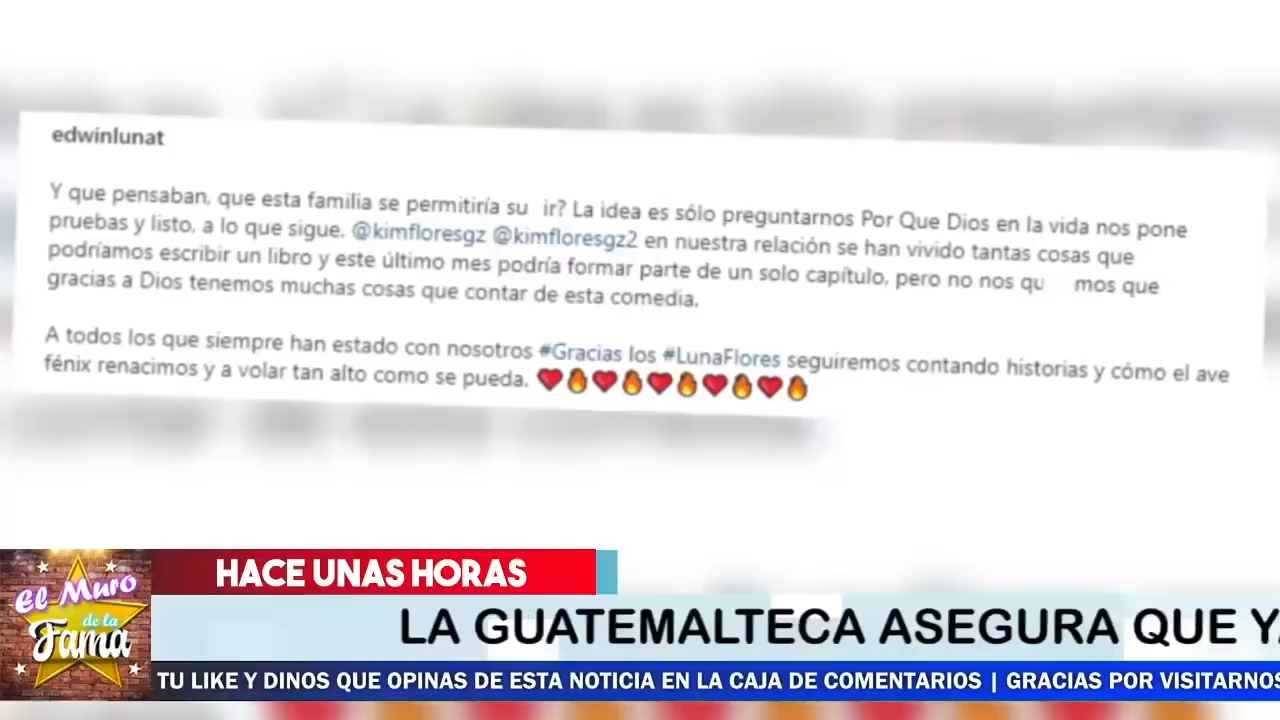 edwinlunat
Y que pensaban, que esta familia se permitiría su ir? La idea es sólo preguntarnos Por Que Dios en la vida nos pone
pruebas y listo, a lo que sigue. @kimfloresgz @kimfloresgz2 en nuestra relación se han vivido tantas cosas que
podríamos escribir un libro y este último mes podría formar parte de un solo capítulo, pero no nos qu mos que
gracias a Dios tenemos muchas cosas que contar de esta comedia.
A todos los que siempre han estado con nosotros #Gracias los #LunaFlores seguiremos contando historias y cómo el ave
fénix renacimos y a volar tan alto como se pueda. ❤️🔥❤️🔥❤️🔥❤️🔥❤️🔥
HACE UNAS HORAS
El Muro
de la
Fama
LA GUATEMALTECA ASEGURA QUE Y
TU LIKE Y DINOS QUE OPINAS DE ESTA NOTICIA EN LA CAJA DE COMENTARIOS | GRACIAS POR VISITARNOS